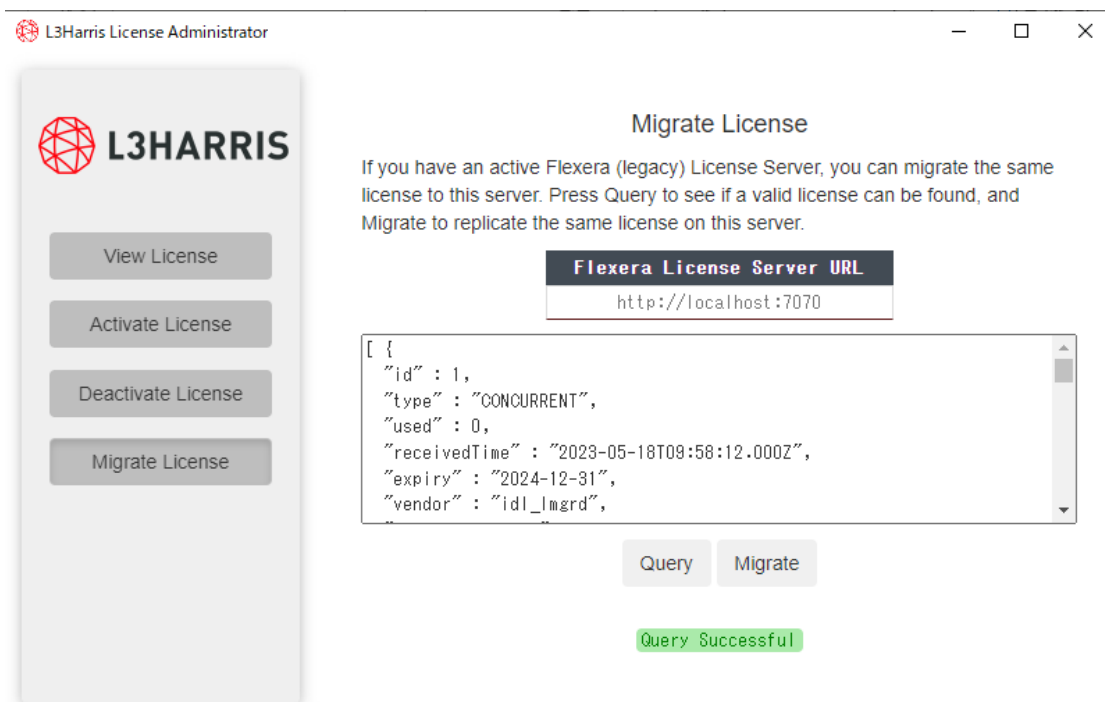 L3Harris License Administrator
L3HARRIS
View License
Activate License
Deactivate License
Migrate License
Migrate License
If you have an active Flexera (legacy) License Server, you can migrate the same
license to this server. Press Query to see if a valid license can be found, and
Migrate to replicate the same license on this server.
Flexera License Server URL
http://localhost:7070
[ {
"id" : 1,
"type" : "CONCURRENT",
"used" : 0,
"receivedTime" : "2023-05-18T09:58:12.000Z",
"expiry" : "2024-12-31",
"vendor" : "idl_lmgrd",
Query Migrate
Query Successful